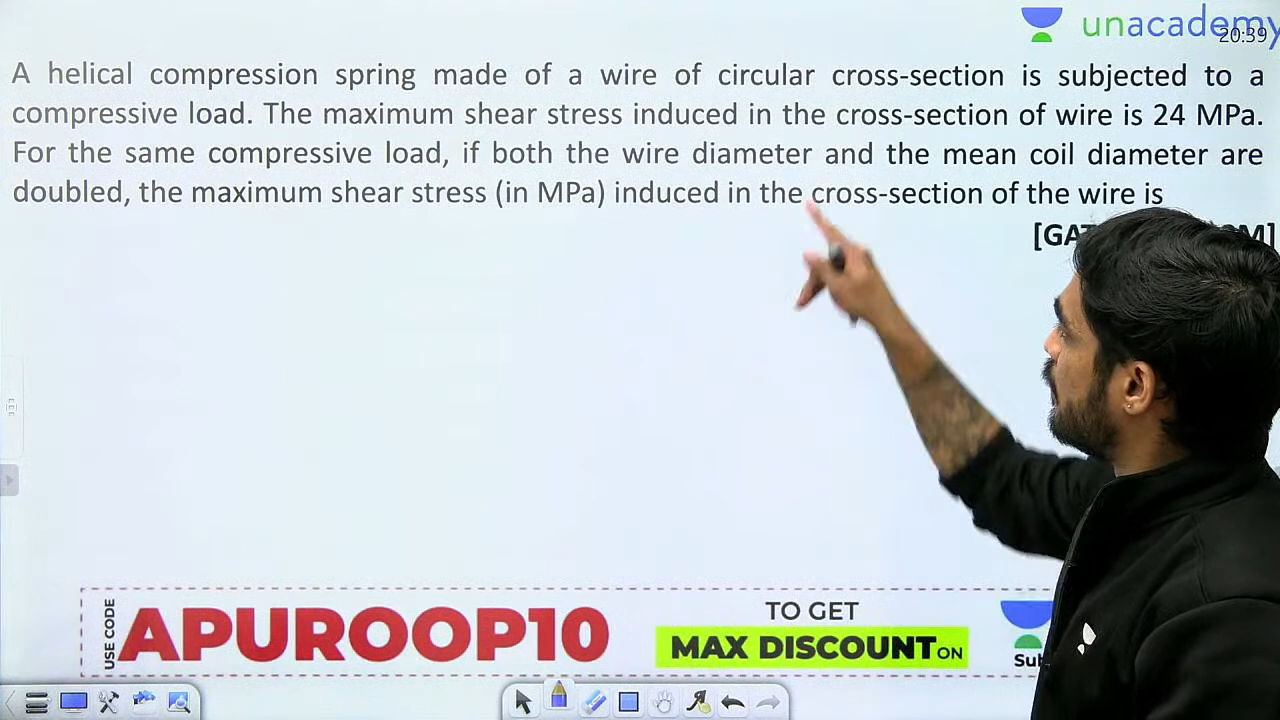 unacademy
20:39
A helical compression spring made of a wire of circular cross-section is subjected to a
compressive load. The maximum shear stress induced in the cross-section of wire is 24 MPa.
For the same compressive load, if both the wire diameter and the mean coil diameter are
doubled, the maximum shear stress (in MPa) induced in the cross-section of the wire is
USE CODE
APUROOP10
TO GET
MAX DISCOUNT ON